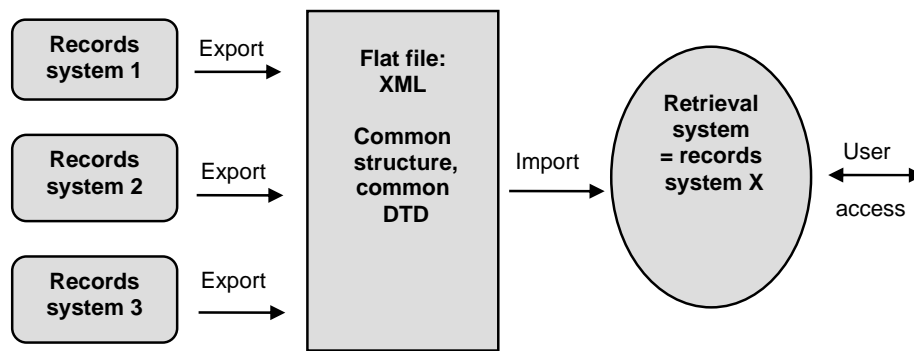 Records
system 1
Export
Records
system 2
Export
Records
system 3
Export
Flat file:
XML
Common
structure,
common
DTD
Import
Retrieval
system
= records
system X
User
access